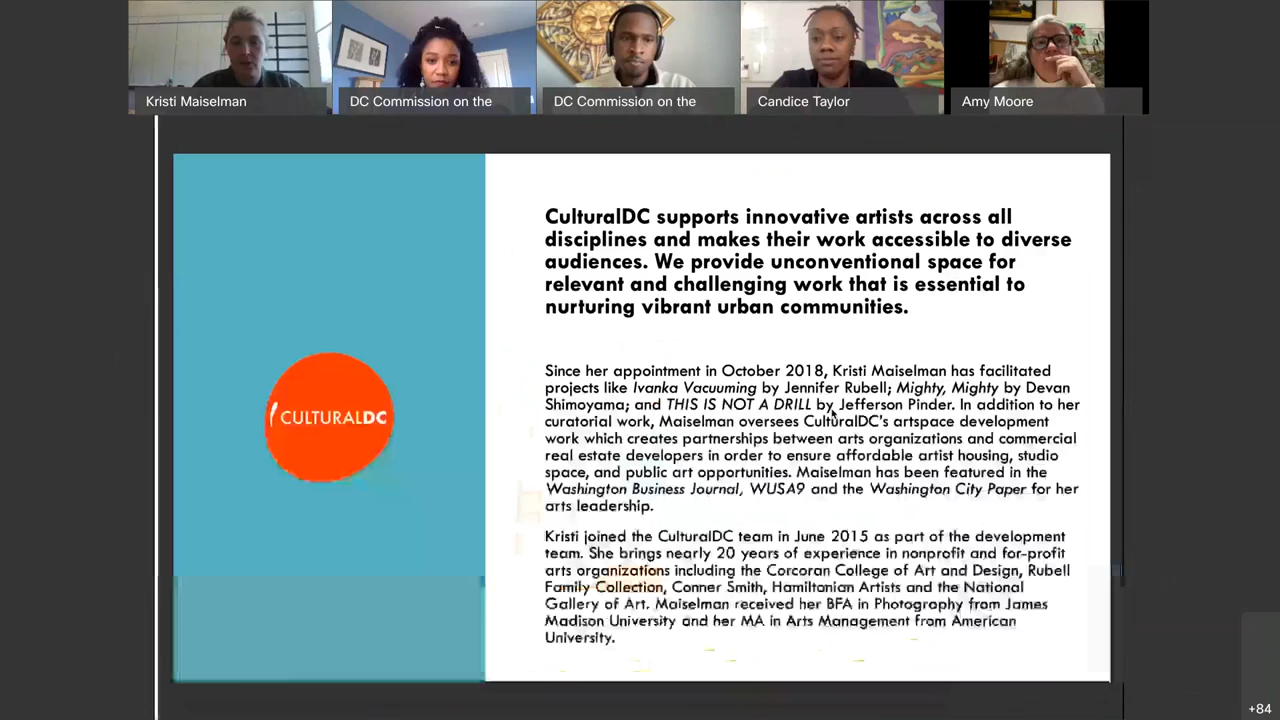 Kristi Maiselman
DC Commission on the
DC Commission on the
Candice Taylor
Amy Moore
CULTURALDC
CulturalDC supports innovative artists across all
disciplines and makes their work accessible to diverse
audiences. We provide unconventional space for
relevant and challenging work that is essential to
nurturing vibrant urban communities.
Since her appointment in October 2018, Kristi Maiselman has facilitated
projects like Ivanka Vacuuming by Jennifer Rubell; Mighty, Mighty by Devan
Shimoyama; and THIS IS NOT A DRILL by Jefferson Pinder. In addition to her
curatorial work, Maiselman oversees CulturalDC's artspace development
work which creates partnerships between arts organizations and commercial
real estate developers in order to ensure affordable artist housing, studio
space, and public art opportunities. Maiselman has been featured in the
Washington Business Journal, WUSA9 and the Washington City Paper for her
arts leadership.
Kristi joined the CulturalDC team in June 2015 as part of the development
team. She brings nearly 20 years of experience in nonprofit and for-profit
arts organizations including the Corcoran College of Art and Design, Rubell
Family Collection, Conner Smith, Hamiltonian Artists and the National
Gallery of Art. Maiselman received her BFA in Photography from James
Madison University and her MA in Arts Management from American
University.
+84